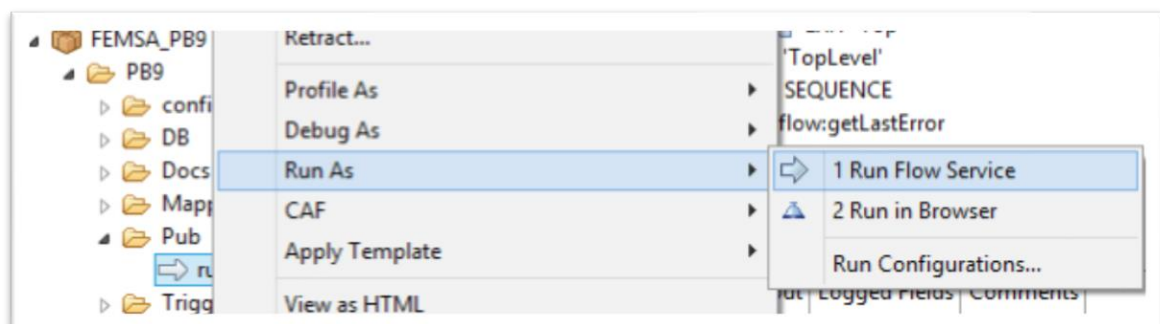 FEMSA_PB9
PB9
confi
DB
Docs
Mapp
Pub
ru
Trigg
Retract...
Profile As
Debug As
Run As
CAF
Apply Template
View as HTML
'TopLevel'
SEQUENCE
flow:getLastError
1 Run Flow Service
2 Run in Browser
Run Configurations...
Logged Fields
Comments